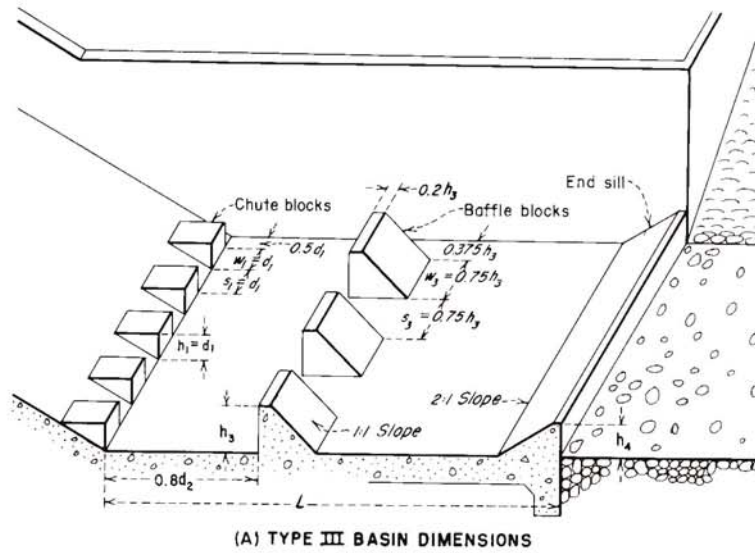 0.2h₃
End sill
Chute blocks
Baffle blocks
0.5d₁
0.375h₃
w₁=d₁
w₃=0.75h₃
s₁=d₁
s₃=0.75h₃
h₁=d₁
2:1 Slope
h₃
1:1 Slope
h₄
0.8d₂
L
(A) TYPE III BASIN DIMENSIONS